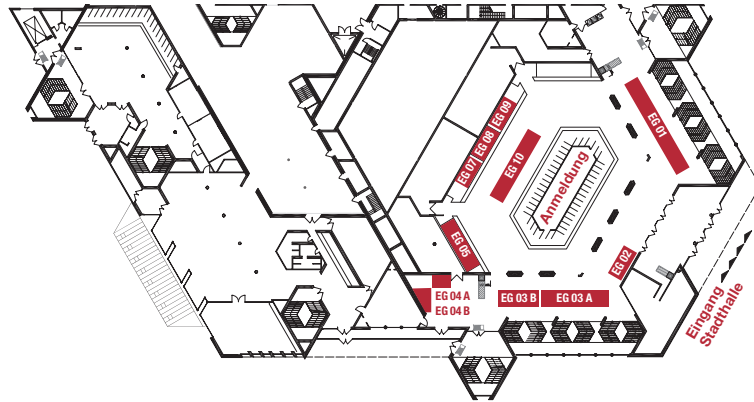 EG 09
EG 08
EG 07
EG 01
EG 10
Anmeldung
EG 05
EG 02
EG 04 A
EG 04 B
EG 03 B
EG 03 A
Eingang
Stadthalle